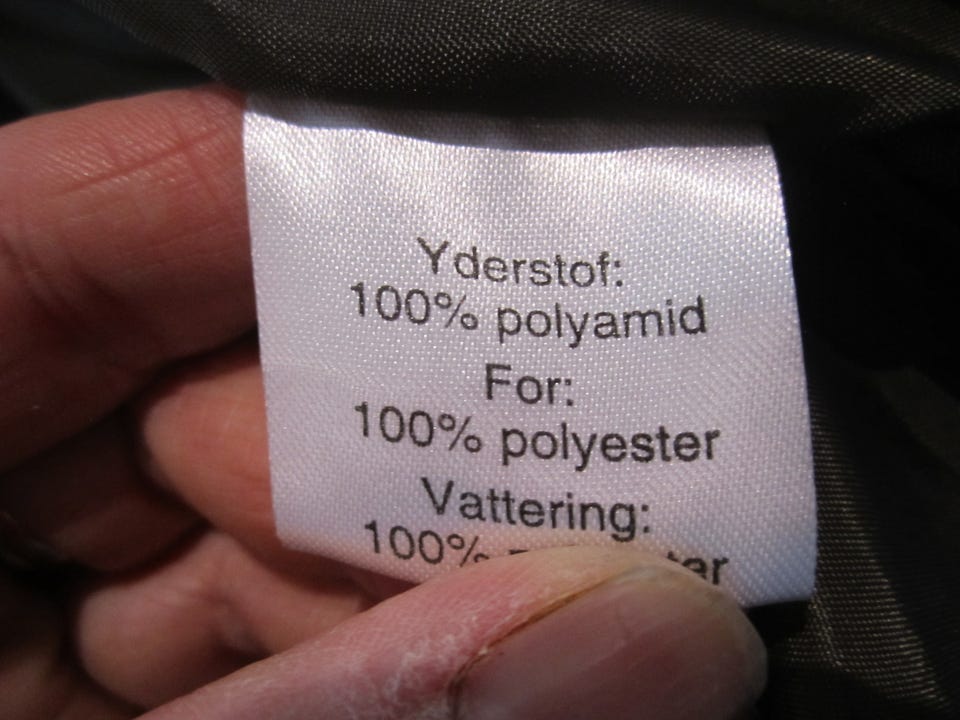 Yderstof:
100% polyamid
For:
100% polyester
Vattering:
100%